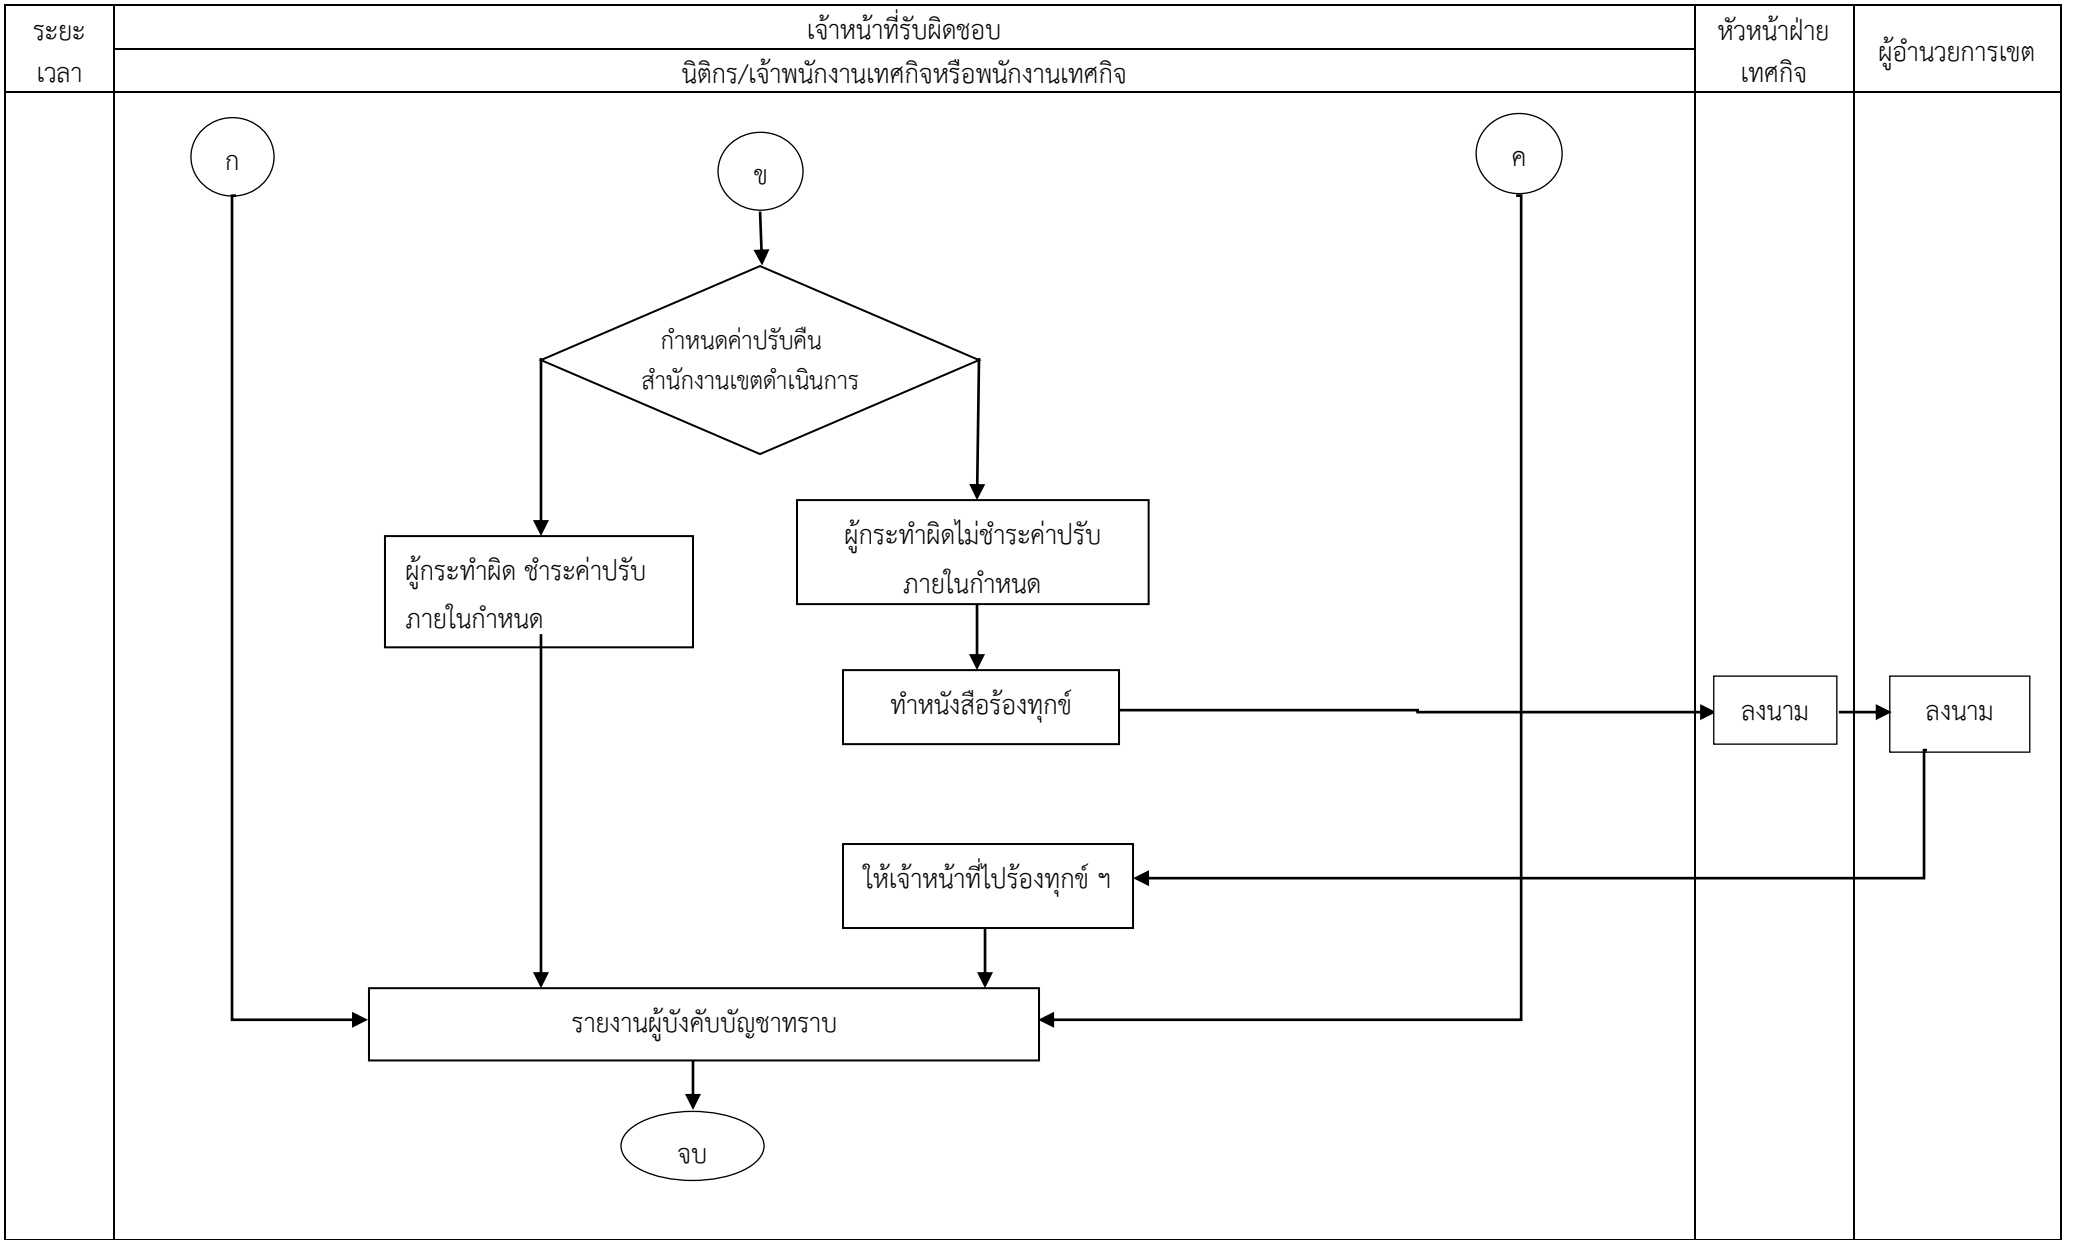 ระยะ
เวลา
เจ้าหน้าที่รับผิดชอบ
นิติกร/เจ้าพนักงานเทศกิจหรือพนักงานเทศกิจ
หัวหน้าฝ่าย
เทศกิจ
ผู้อำนวยการเขต
ก
ข
ค
กำหนดค่าปรับคืน
สำนักงานเขตดำเนินการ
ผู้กระทำผิด ชำระค่าปรับ
ภายในกำหนด
ผู้กระทำผิดไม่ชำระค่าปรับ
ภายในกำหนด
ทำหนังสือร้องทุกข์
ลงนาม
ลงนาม
ให้เจ้าหน้าที่ไปร้องทุกข์ ฯ
รายงานผู้บังคับบัญชาทราบ
จบ